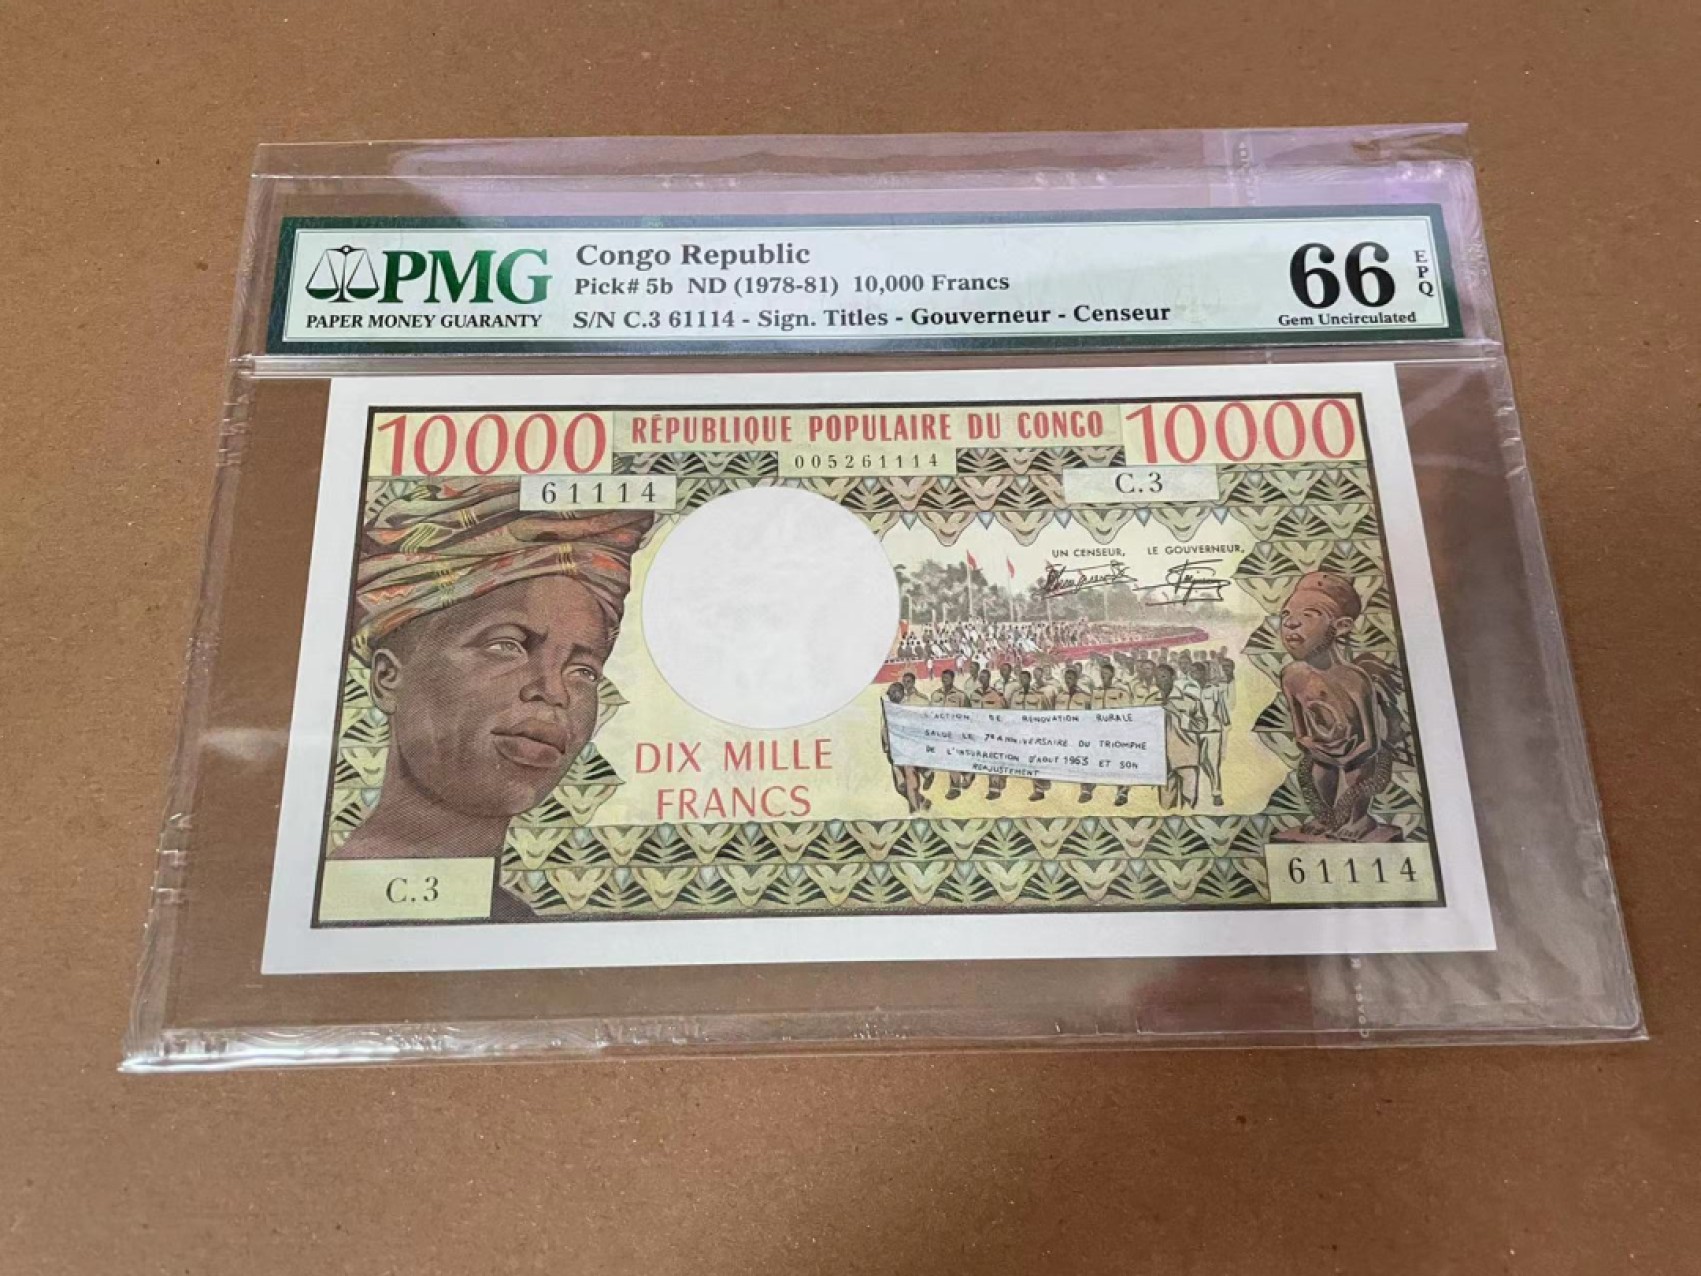 PMG
PAPER MONEY GUARANTY
Congo Republic
Pick# 5b ND (1978-81) 10,000 Francs
S/N C.3 61114 - Sign. Titles - Gouverneur - Censeur
66
EPQ
Gem Uncirculated
10000
RÉPUBLIQUE POPULAIRE DU CONGO
10000
005261114
61114
C.3
UN CENSEUR,
LE GOUVERNEUR,
L'ACTION DE RENOVATION RURALE
SALUE LE 7e ANNIVERSAIRE DU TRIOMPHE
DE L'INSURRECTION D'AOUT 1963 ET SON
REAJUSTEMENT
DIX MILLE
FRANCS
C.3
61114